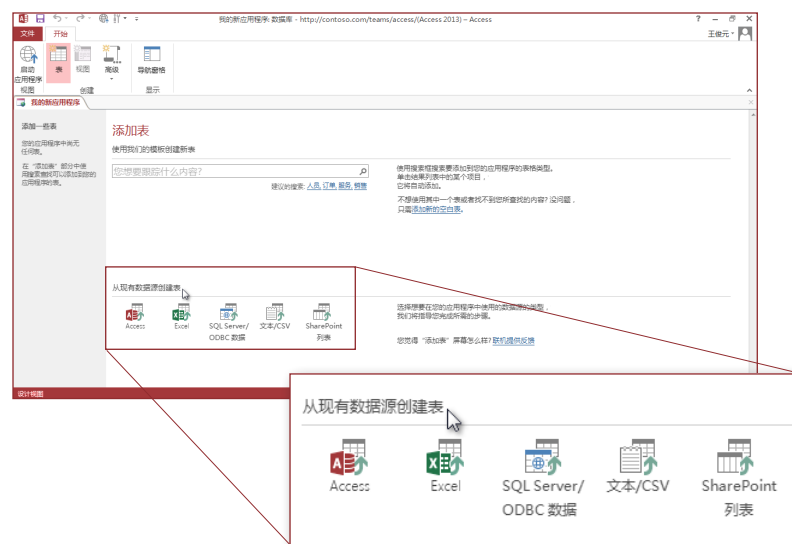 我的新应用程序: 数据库 - http://contoso.com/teams/access/(Access 2013) – Access
文件 开始
王俊元
启动
应用程序
表
视图
高级
导航窗格
视图
创建
显示
我的新应用程序
添加一些表
您的应用程序中尚无
任何表。
在“添加表”部分中使
用搜索查找可以添加到您的
应用程序的表。
添加表
使用我们的模板创建新表
您想要跟踪什么内容?
建议的搜索: 人员, 订单, 服务, 销售
使用搜索框搜索要添加到您的应用程序的表格类型。
单击结果列表中的某个项目，
它将自动添加。
不想使用其中一个表或者找不到您所查找的内容? 没问题，
只需添加新的空白表。
从现有数据源创建表
Access
Excel
SQL Server/
ODBC 数据
文本/CSV
SharePoint
列表
选择想要在您的应用程序中使用的数据源的类型，
我们将指导您完成所需的步骤。
您觉得“添加表”屏幕怎么样? 联机提供反馈
设计视图
从现有数据源创建表
Access
Excel
SQL Server/
ODBC 数据
文本/CSV
SharePoint
列表